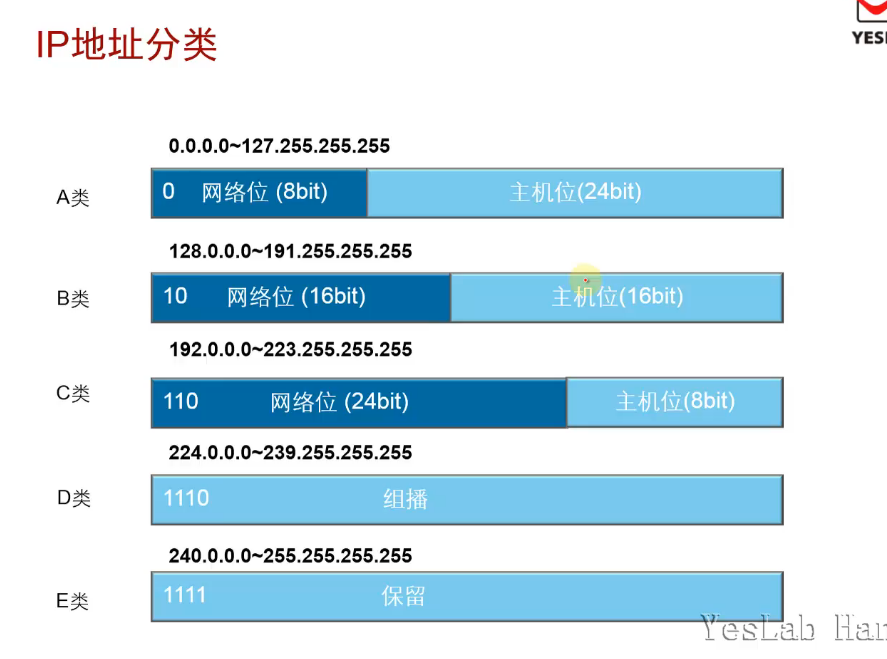 IP地址分类
0.0.0.0~127.255.255.255
A类
0 网络位 (8bit) 主机位(24bit)
128.0.0.0~191.255.255.255
B类
10 网络位 (16bit) 主机位(16bit)
192.0.0.0~223.255.255.255
C类
110 网络位 (24bit) 主机位(8bit)
224.0.0.0~239.255.255.255
D类
1110 组播
240.0.0.0~255.255.255.255
E类
1111 保留
YesLab